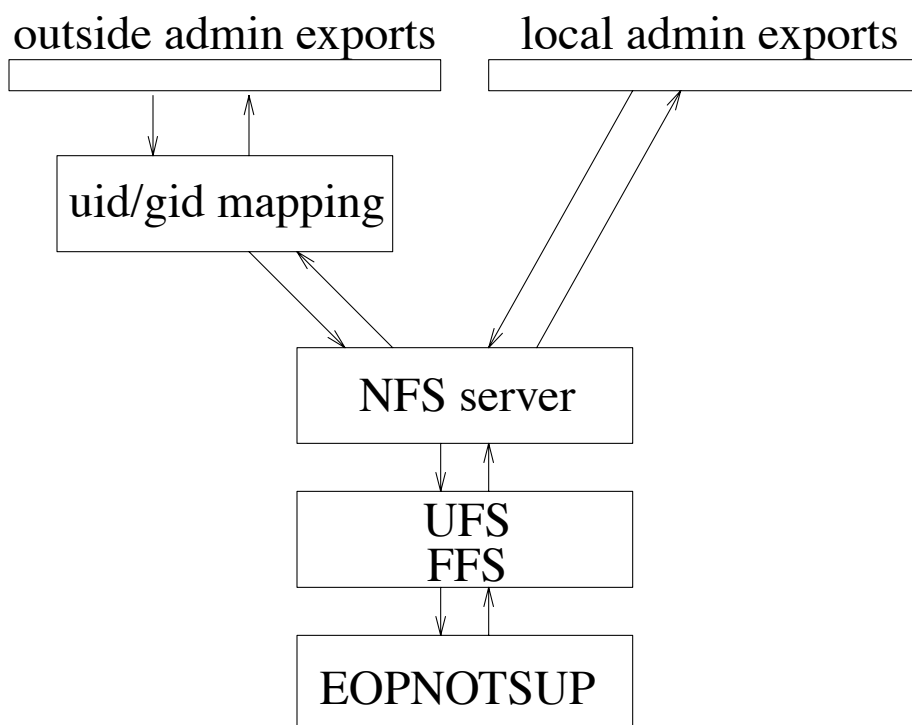 outside admin exports
local admin exports
uid/gid mapping
NFS server
UFS
FFS
EOPNOTSUP